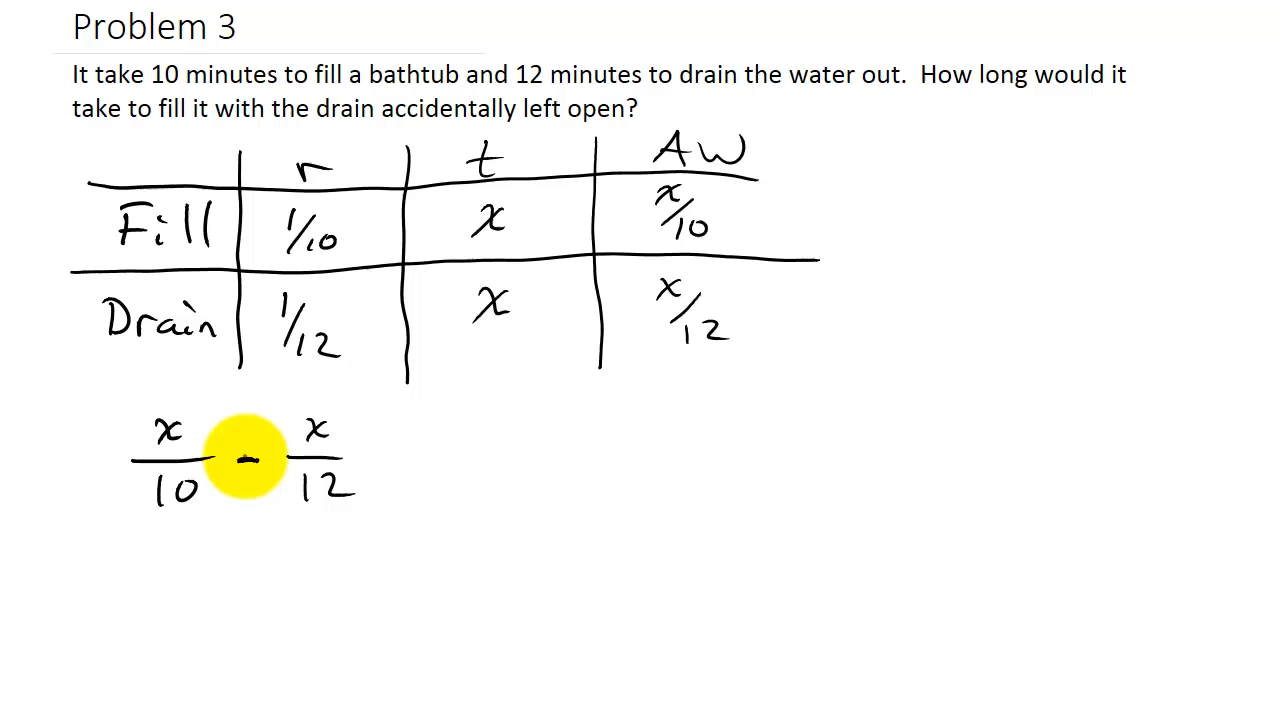 Problem 3
It take 10 minutes to fill a bathtub and 12 minutes to drain the water out.  How long would it
take to fill it with the drain accidentally left open?
r t AW
Fill 1/10 x x/10
Drain 1/12 x x/12
x/10 - x/12